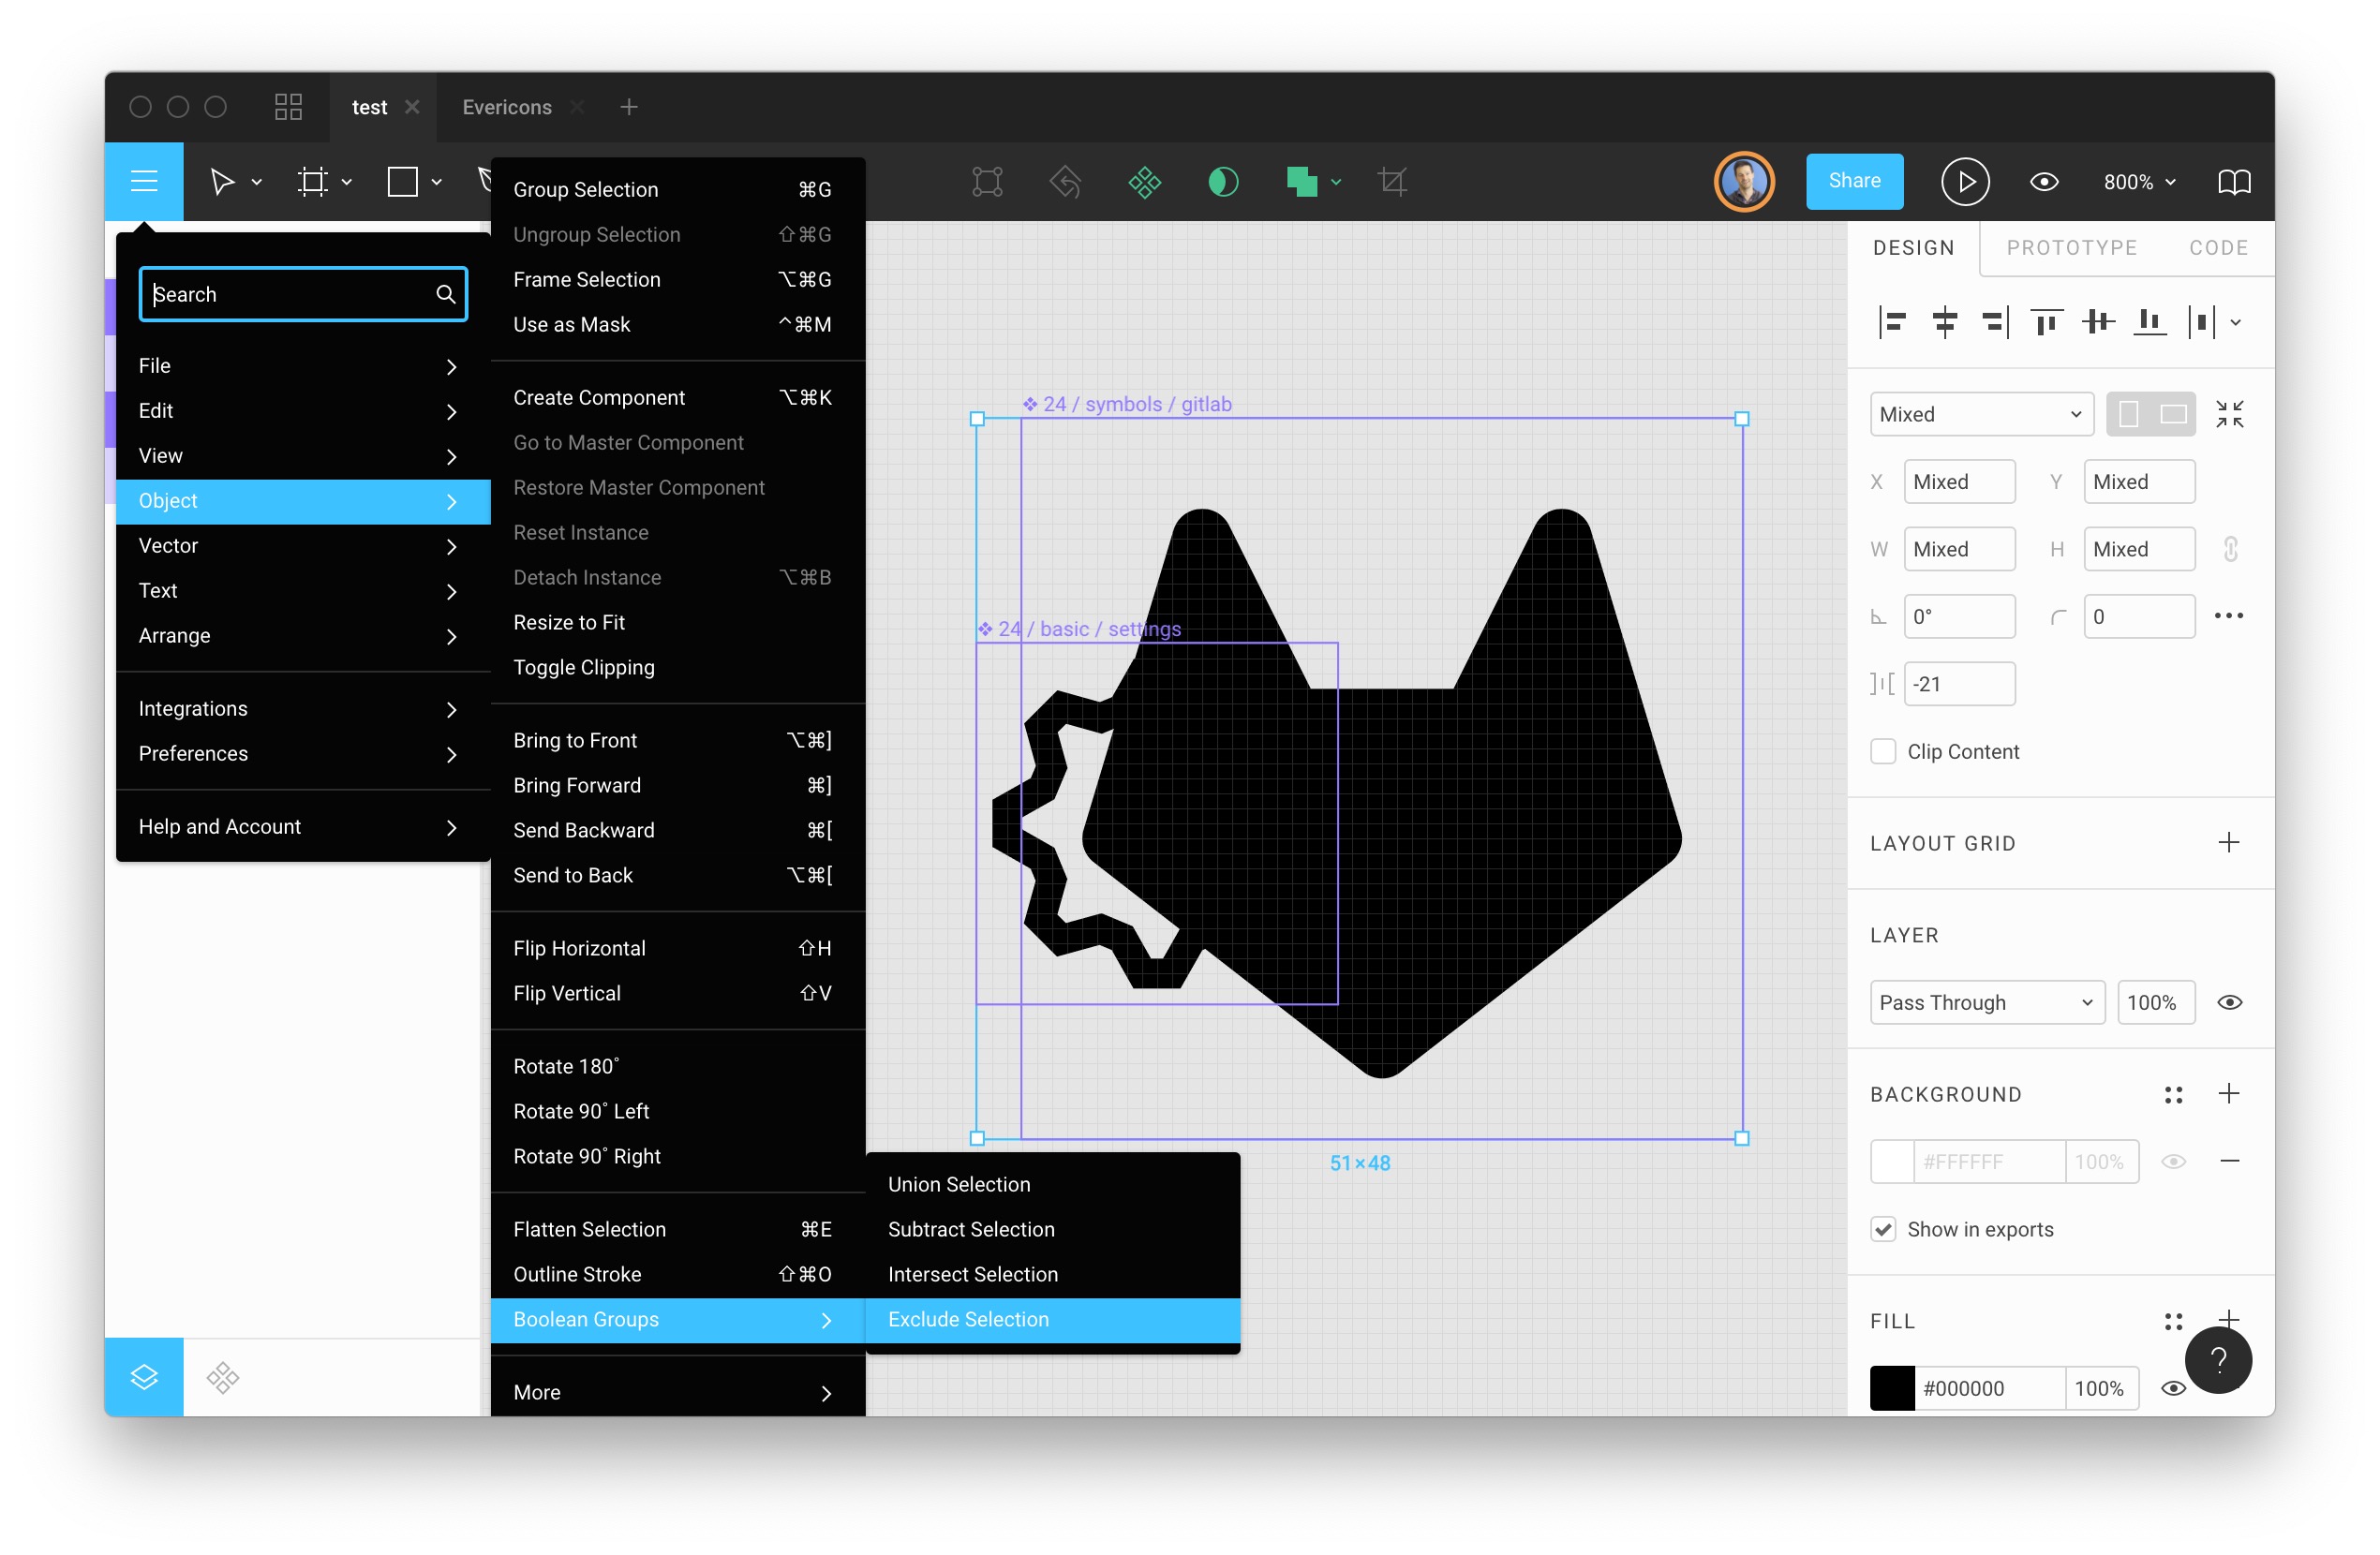 test
Evericons
Share
800%
Search
File
Edit
View
Object
Vector
Text
Arrange
Integrations
Preferences
Help and Account
Group Selection ⌘G
Ungroup Selection ⇧⌘G
Frame Selection ⌥⌘G
Use as Mask ^⌘M
Create Component ⌥⌘K
Go to Master Component
Restore Master Component
Reset Instance
Detach Instance ⌥⌘B
Resize to Fit
Toggle Clipping
Bring to Front ⌥⌘]
Bring Forward ⌘]
Send Backward ⌘[
Send to Back ⌥⌘[
Flip Horizontal ⇧H
Flip Vertical ⇧V
Rotate 180°
Rotate 90° Left
Rotate 90° Right
Flatten Selection ⌘E
Outline Stroke ⇧⌘O
Boolean Groups
More
Union Selection
Subtract Selection
Intersect Selection
Exclude Selection
24 / symbols / gitlab
24 / basic / settings
51×48
DESIGN PROTOTYPE CODE
Mixed
X Mixed Y Mixed
W Mixed H Mixed
0° 0
-21
Clip Content
LAYOUT GRID
LAYER
Pass Through 100%
BACKGROUND
#FFFFFF 100%
Show in exports
FILL
#000000 100%
?